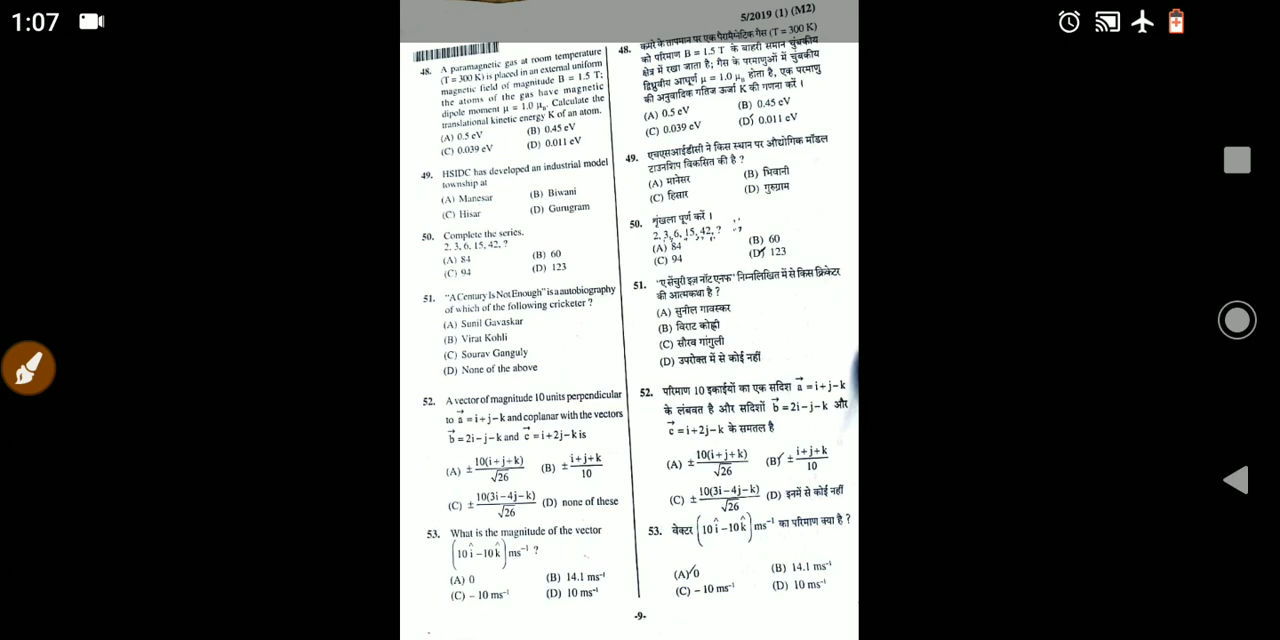 1:07
5/2019 (1) (M2)
48. A paramagnetic gas at room temperature
(T = 300 K) is placed in an external uniform
magnetic field of magnitude B = 1.5 T;
the atoms of the gas have magnetic
dipole moment μ = 1.0 μB. Calculate the
translational kinetic energy K of an atom.
(A) 0.5 eV (B) 0.45 eV
(C) 0.039 eV (D) 0.011 eV
49. HSIDC has developed an industrial model
township at
(A) Manesar (B) Biwani
(C) Hisar (D) Gurugram
50. Complete the series.
2, 3, 6, 15, 42, ?
(A) 84 (B) 60
(C) 94 (D) 123
51. “A Century Is Not Enough” is a autobiography
of which of the following cricketer ?
(A) Sunil Gavaskar
(B) Virat Kohli
(C) Sourav Ganguly
(D) None of the above
52. A vector of magnitude 10 units perpendicular
to a⃗ = i + j – k and coplanar with the vectors
b⃗ = 2i – j – k and c⃗ = i + 2j – k is
(A) ± 10(i + j + k)/√26 (B) ± i + j + k/10
(C) ± 10(3i – 4j – k)/√26 (D) none of these
53. What is the magnitude of the vector
(10î – 10k̂) ms⁻¹ ?
(A) 0 (B) 14.1 ms⁻¹
(C) – 10 ms⁻¹ (D) 10 ms⁻¹
48. कमरे के तापमान पर एक पैरामैग्नेटिक गैस (T = 300 K)
को परिमाण B = 1.5 T के बाहरी समान चुंबकीय
क्षेत्र में रखा जाता है; गैस के परमाणुओं में चुंबकीय
द्विध्रुवीय आघूर्ण μ = 1.0 μB होता है, एक परमाणु
की अनुवादिक गतिज ऊर्जा K की गणना करें ।
(A) 0.5 eV (B) 0.45 eV
(C) 0.039 eV (D) 0.011 eV
49. एचएसआईडीसी ने किस स्थान पर औद्योगिक मॉडल
टाउनशिप विकसित की है ?
(A) मानेसर (B) भिवानी
(C) हिसार (D) गुरुग्राम
50. शृंखला पूर्ण करें ।
2, 3, 6, 15, 42, ?
(A) 84 (B) 60
(C) 94 (D) 123
51. “ए सेंचुरी इज़ नॉट एनफ” निम्नलिखित में से किस क्रिकेटर
की आत्मकथा है ?
(A) सुनील गावस्कर
(B) विराट कोह्ली
(C) सौरव गांगुली
(D) उपरोक्त में से कोई नहीं
52. परिमाण 10 इकाईयों का एक सदिश a⃗ = i + j – k
के लंबवत है और सदिशों b⃗ = 2i – j – k और
c⃗ = i + 2j – k के समतल है
(A) ± 10(i + j + k)/√26 (B) ± i + j + k/10
(C) ± 10(3i – 4j – k)/√26 (D) इनमें से कोई नहीं
53. वेक्टर (10î – 10k̂) ms⁻¹ का परिमाण क्या है ?
(A) 0 (B) 14.1 ms⁻¹
(C) – 10 ms⁻¹ (D) 10 ms⁻¹
-9-